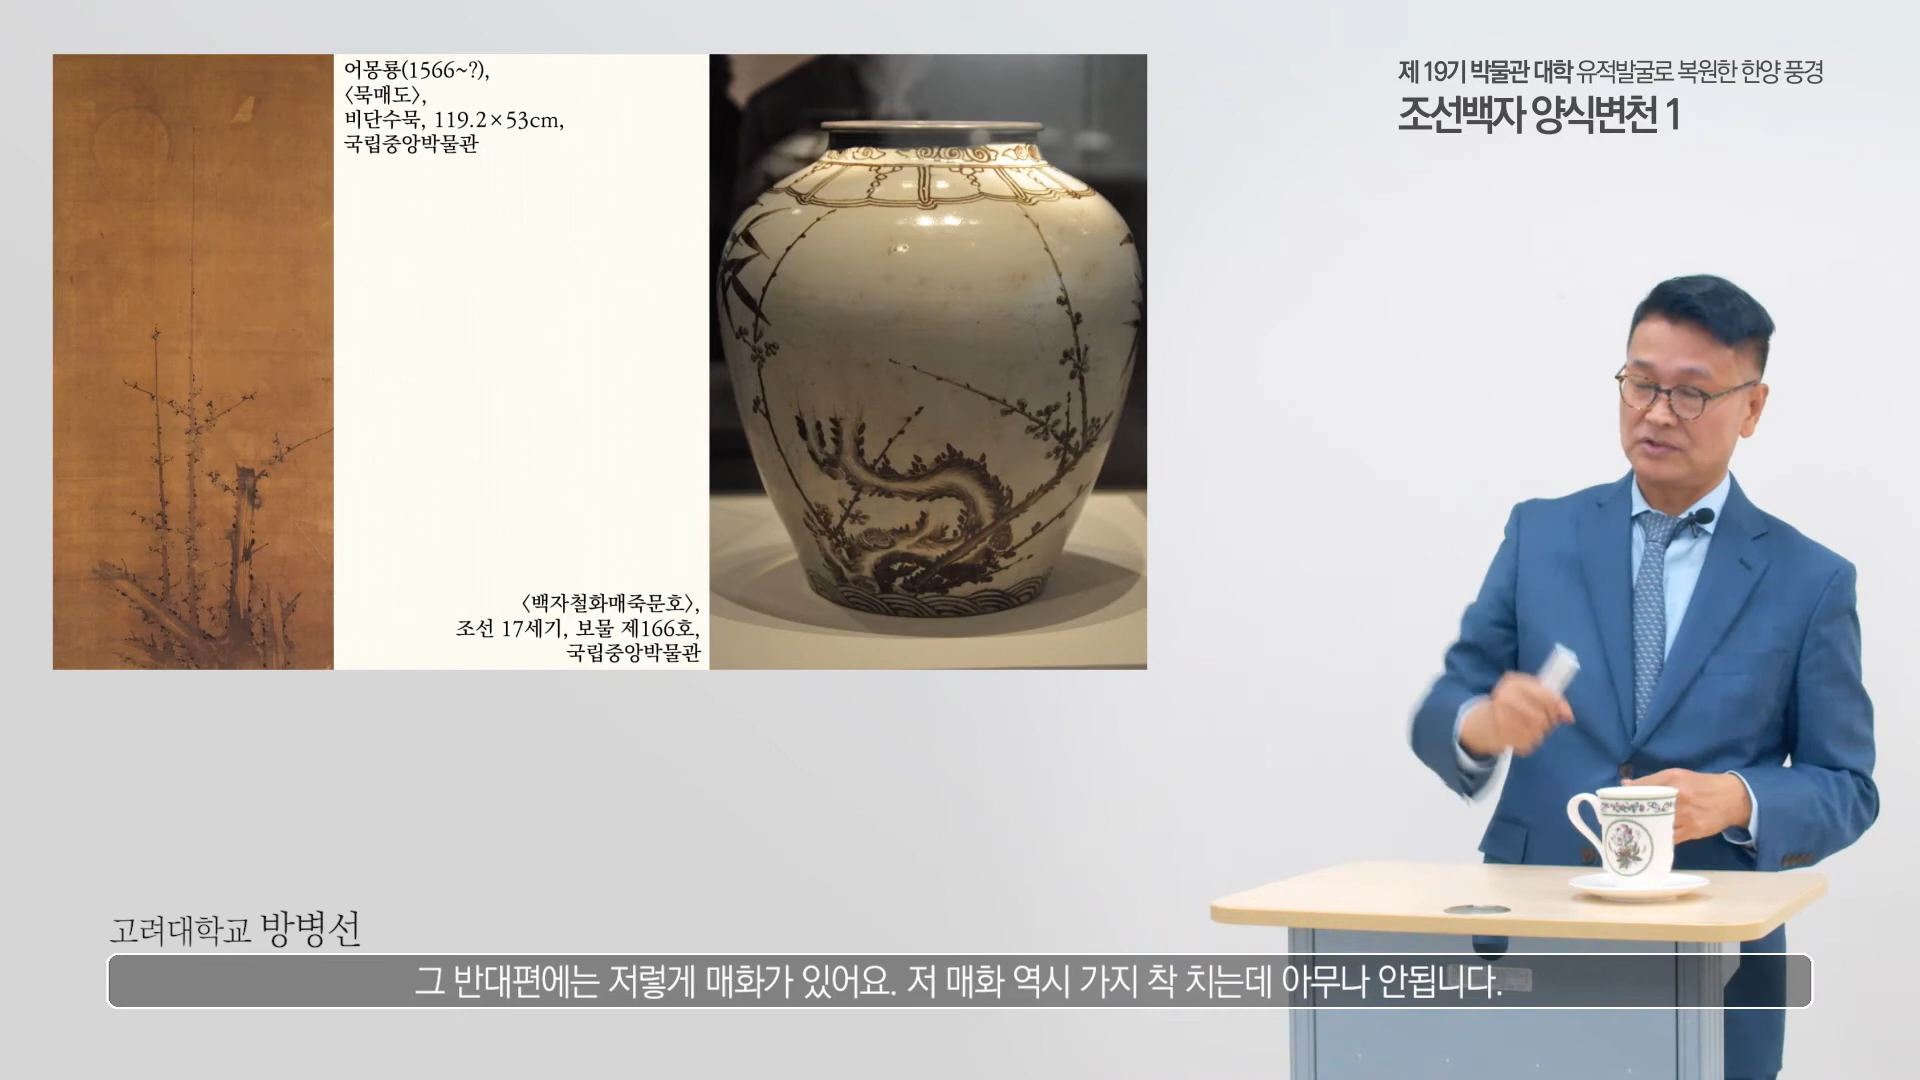 어몽룡(1566~?),
〈묵매도〉,
비단수묵, 119.2×53cm,
국립중앙박물관
〈백자철화매죽문호〉,
조선 17세기, 보물 제166호,
국립중앙박물관
제 19기 박물관 대학 유적발굴로 복원한 한양 풍경
조선백자 양식변천 1
고려대학교 방병선
그 반대편에는 저렇게 매화가 있어요. 저 매화 역시 가지 착 치는데 아무나 안됩니다.